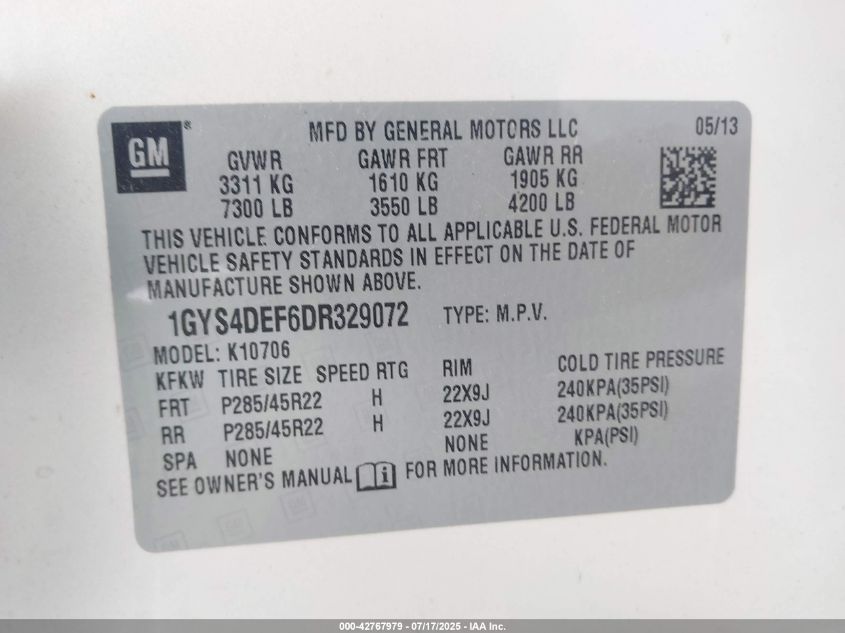 GM ® MFD BY GENERAL MOTORS LLC 05/13
GVWR GAWR FRT GAWR RR
3311 KG 1610 KG 1905 KG
7300 LB 3550 LB 4200 LB
THIS VEHICLE CONFORMS TO ALL APPLICABLE U.S. FEDERAL MOTOR
VEHICLE SAFETY STANDARDS IN EFFECT ON THE DATE OF
MANUFACTURE SHOWN ABOVE.
1GYS4DEF6DR329072 TYPE: M.P.V.
MODEL: K10706
KFKW TIRE SIZE SPEED RTG RIM COLD TIRE PRESSURE
FRT P285/45R22 H 22X9J 240KPA(35PSI)
RR P285/45R22 H 22X9J 240KPA(35PSI)
SPA NONE NONE KPA(PSI)
SEE OWNER'S MANUAL i FOR MORE INFORMATION.
000-42767979 - 07/17/2025 - IAA Inc.